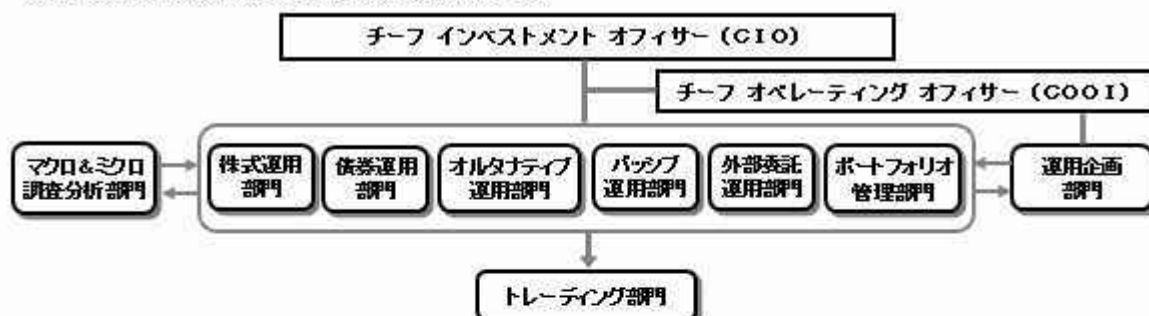 チーフ インベストメント オフィサー (CIO)
チーフ オペレーティング オフィサー (COOI)
マクロ&ミクロ
調査分析部門
株式運用
部門
債券運用
部門
オルタナティブ
運用部門
パッシブ
運用部門
外部委託
運用部門
ポートフォリオ
管理部門
運用企画
部門
トレーディング部門